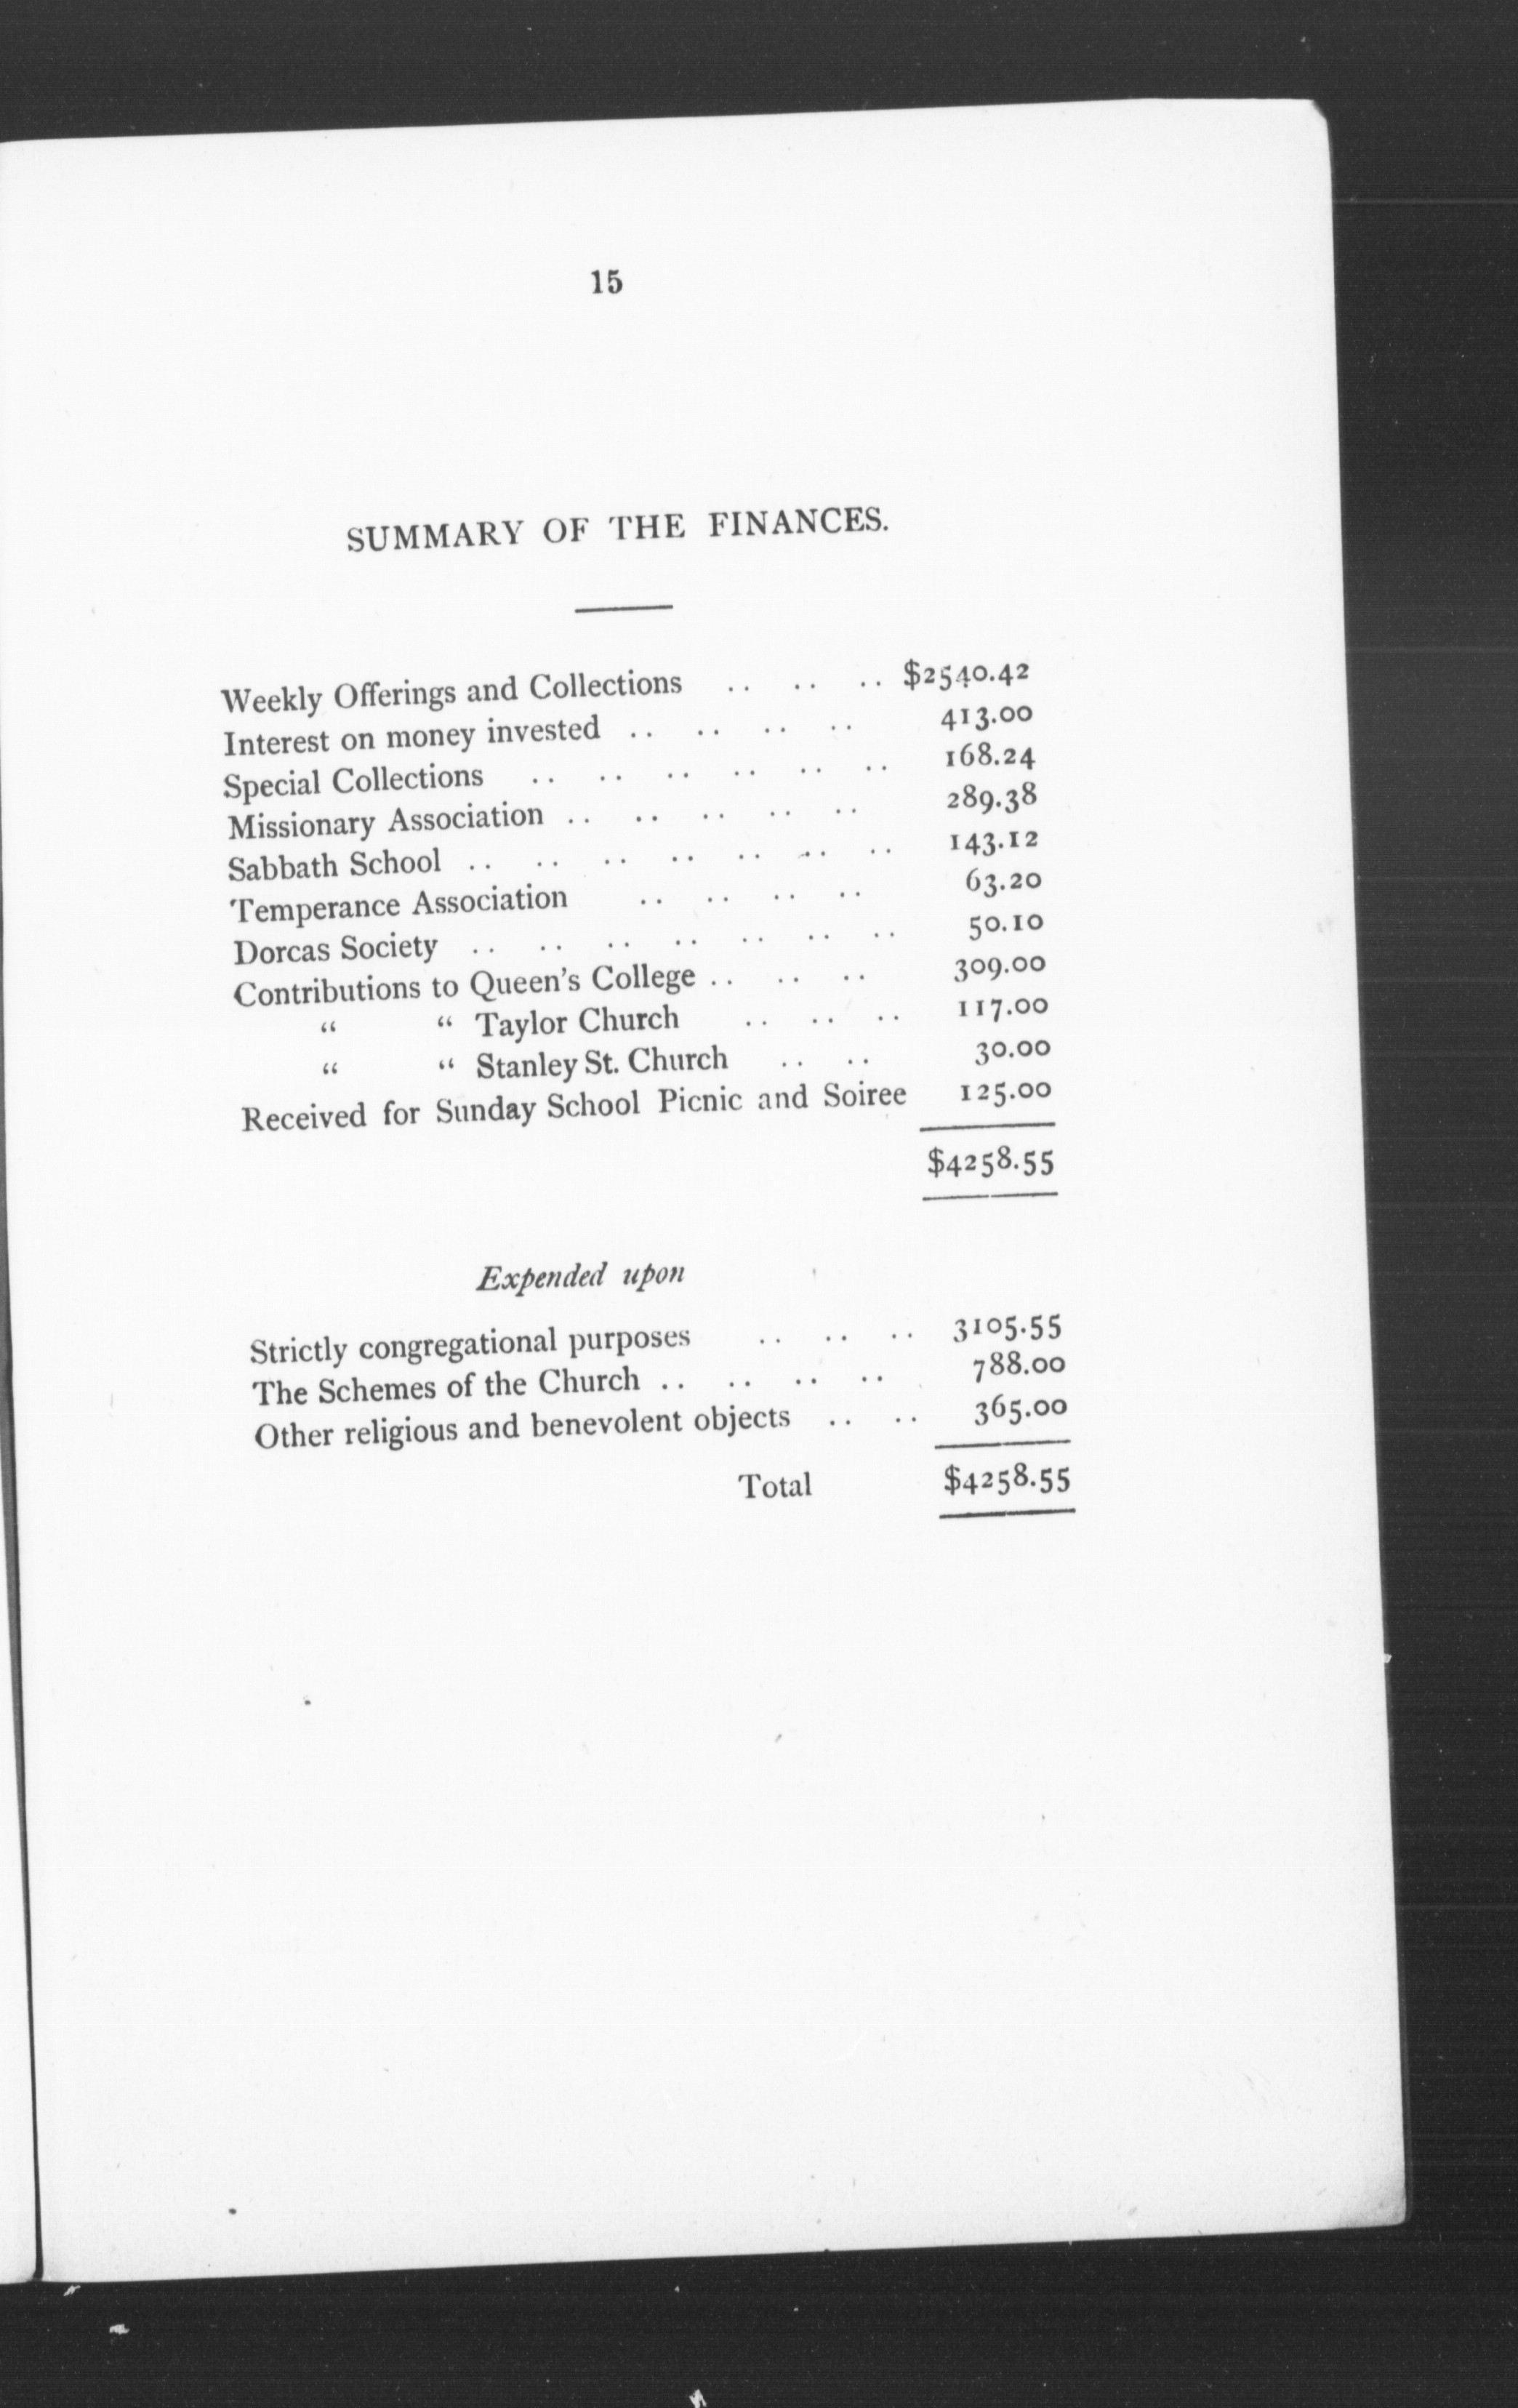 15
SUMMARY OF THE FINANCES.
Weekly Offerings and Collections .. .. .. $2540.42
Interest on money invested .. .. .. .. 413.00
Special Collections .. .. .. .. .. .. 168.24
Missionary Association .. .. .. .. .. 289.38
Sabbath School .. .. .. .. .. .. .. 143.12
Temperance Association .. .. .. .. 63.20
Dorcas Society .. .. .. .. .. .. .. 50.10
Contributions to Queen's College .. .. .. 309.00
“ “ Taylor Church .. .. .. 117.00
“ “ Stanley St. Church .. .. 30.00
Received for Sunday School Picnic and Soiree 125.00
$4258.55
Expended upon
Strictly congregational purposes .. .. .. 3105.55
The Schemes of the Church .. .. .. .. 788.00
Other religious and benevolent objects .. .. 365.00
Total $4258.55